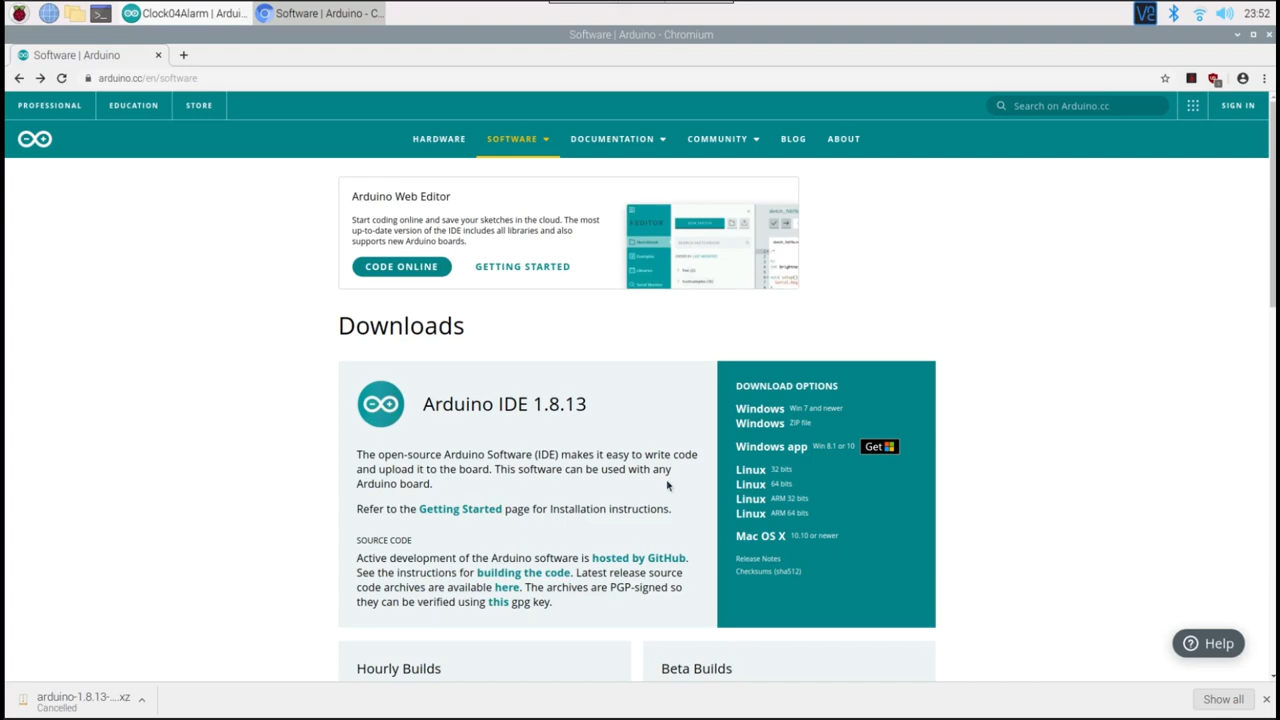 Clock04Alarm | Ardui...
Software | Arduino - C...
23:52
Software | Arduino - Chromium
Software | Arduino
arduino.cc/en/software
PROFESSIONAL
EDUCATION
STORE
Search on Arduino.cc
SIGN IN
HARDWARE
SOFTWARE
DOCUMENTATION
COMMUNITY
BLOG
ABOUT
Arduino Web Editor
Start coding online and save your sketches in the cloud. The most
up-to-date version of the IDE includes all libraries and also
supports new Arduino boards.
CODE ONLINE
GETTING STARTED
Downloads
Arduino IDE 1.8.13
The open-source Arduino Software (IDE) makes it easy to write code
and upload it to the board. This software can be used with any
Arduino board.
Refer to the Getting Started page for Installation instructions.
SOURCE CODE
Active development of the Arduino software is hosted by GitHub.
See the instructions for building the code. Latest release source
code archives are available here. The archives are PGP-signed so
they can be verified using this gpg key.
DOWNLOAD OPTIONS
Windows Win 7 and newer
Windows ZIP file
Windows app Win 8.1 or 10 Get
Linux 32 bits
Linux 64 bits
Linux ARM 32 bits
Linux ARM 64 bits
Mac OS X 10.10 or newer
Release Notes
Checksums (sha512)
Hourly Builds
Beta Builds
Help
arduino-1.8.13-....xz
Cancelled
Show all